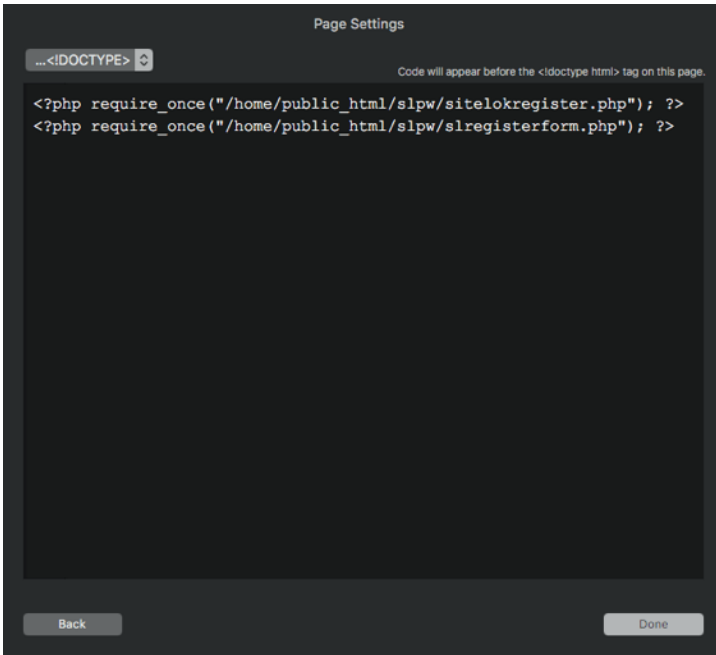 Page Settings
...<!DOCTYPE>
Code will appear before the <!doctype html> tag on this page.
<?php require_once("/home/public_html/slpw/sitelokregister.php"); ?>
<?php require_once("/home/public_html/slpw/slregisterform.php"); ?>
Back
Done